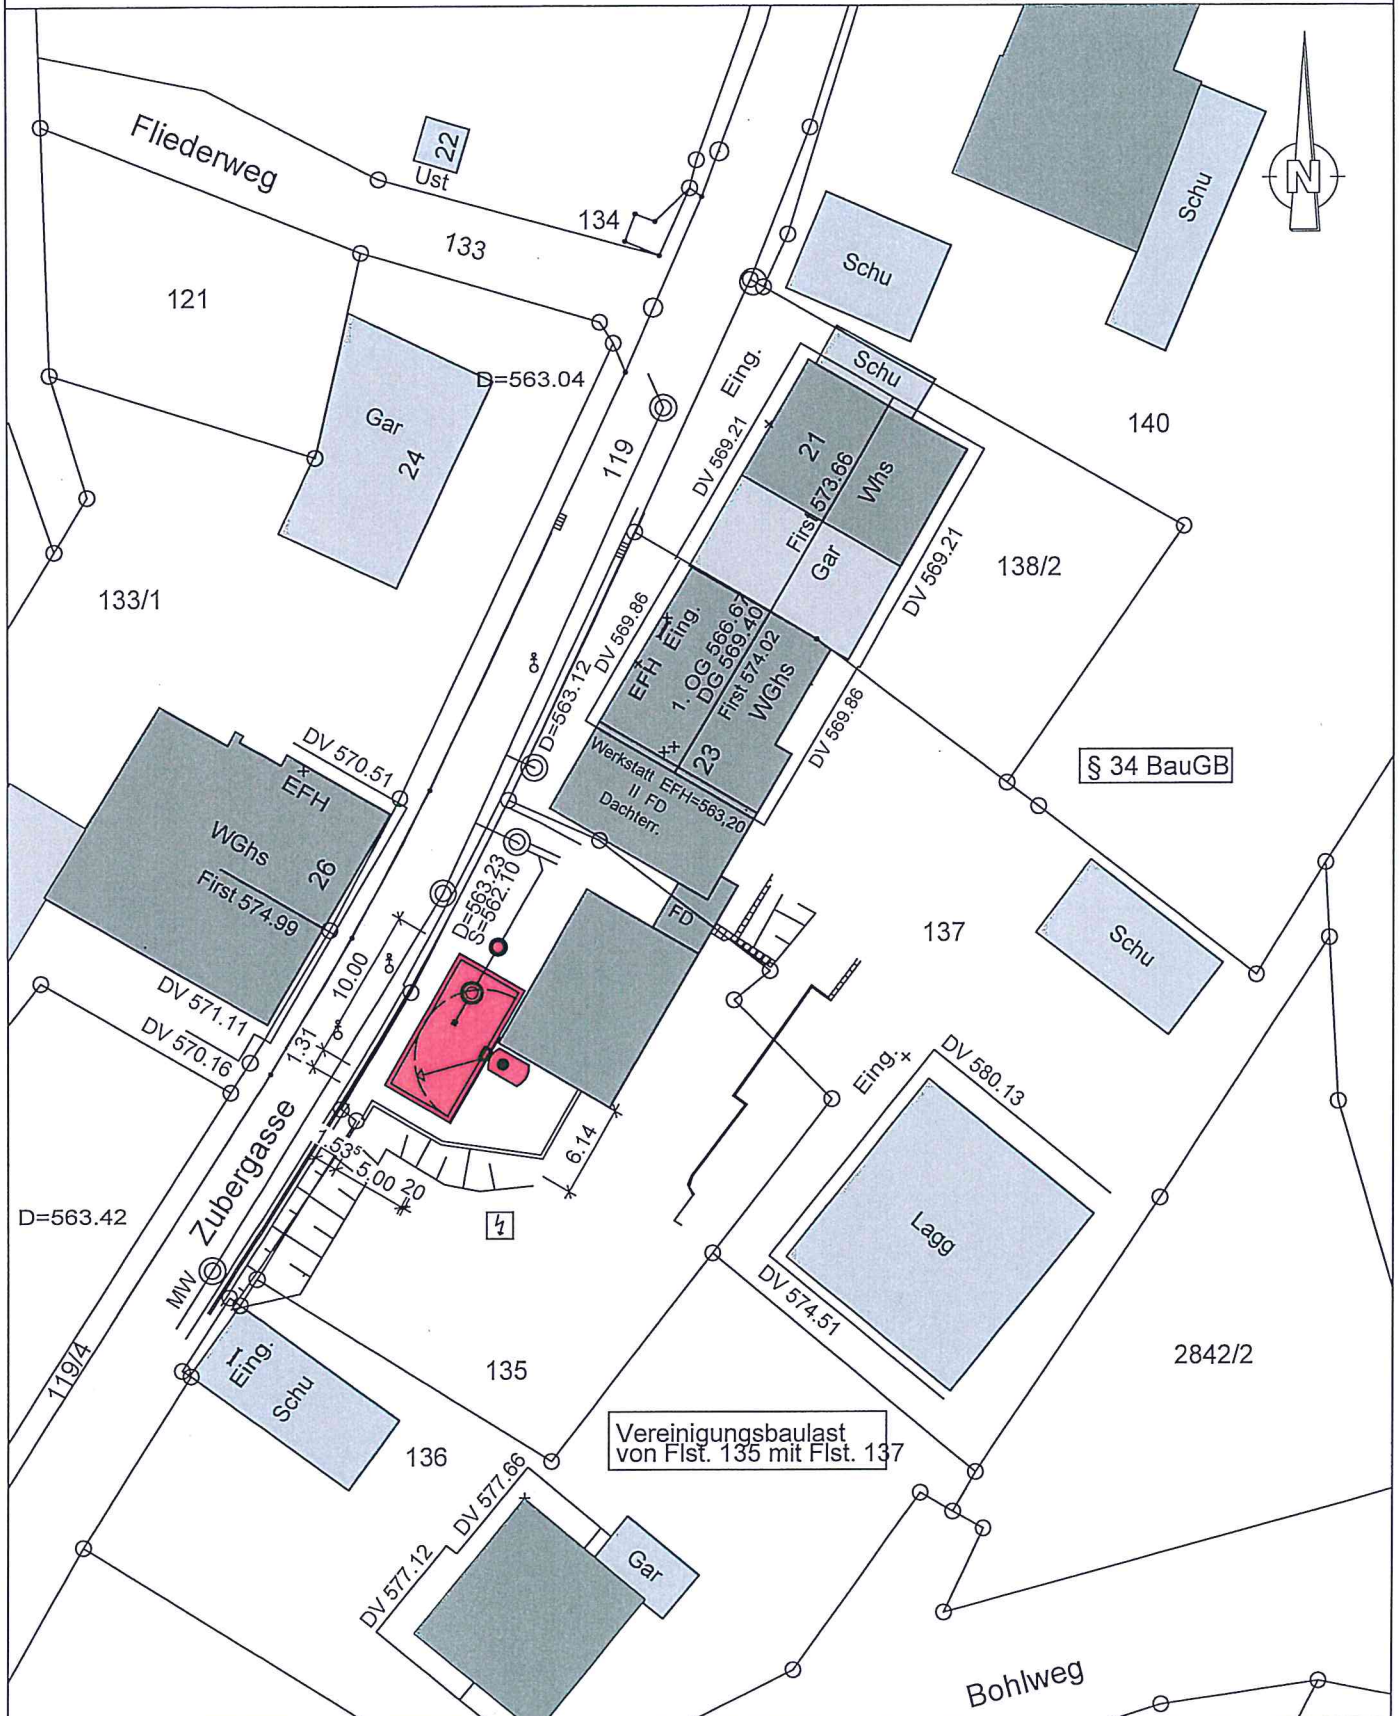 Fliederweg
22
Ust
134
133
121
N
Schu
Schu
Schu
D=563.04
Gar
24
119
Eing.
DV 569.21
21
First 573.66
Whs
Gar
DV 569.21
140
138/2
133/1
DV 569.86
EFH
Eing.
1. OG 566.67
DG 569.40
First 574.02
WGhs
23
DV 569.86
D=563.12
Werkstatt EFH=563,20
II FD
Dachterr.
§ 34 BauGB
DV 570.51
EFH
WGhs
26
First 574.99
D=563.23
S=562.10
FD
137
Schu
10.00
1.31
DV 571.11
DV 570.16
Eing.
DV 580.13
Zubergasse
1.53⁵
5.00
20
6.14
D=563.42
MW
Lagg
DV 574.51
119/4
Eing.
Schu
135
2842/2
136
Vereinigungsbaulast
von Flst. 135 mit Flst. 137
DV 577.66
DV 577.12
Gar
Bohlweg